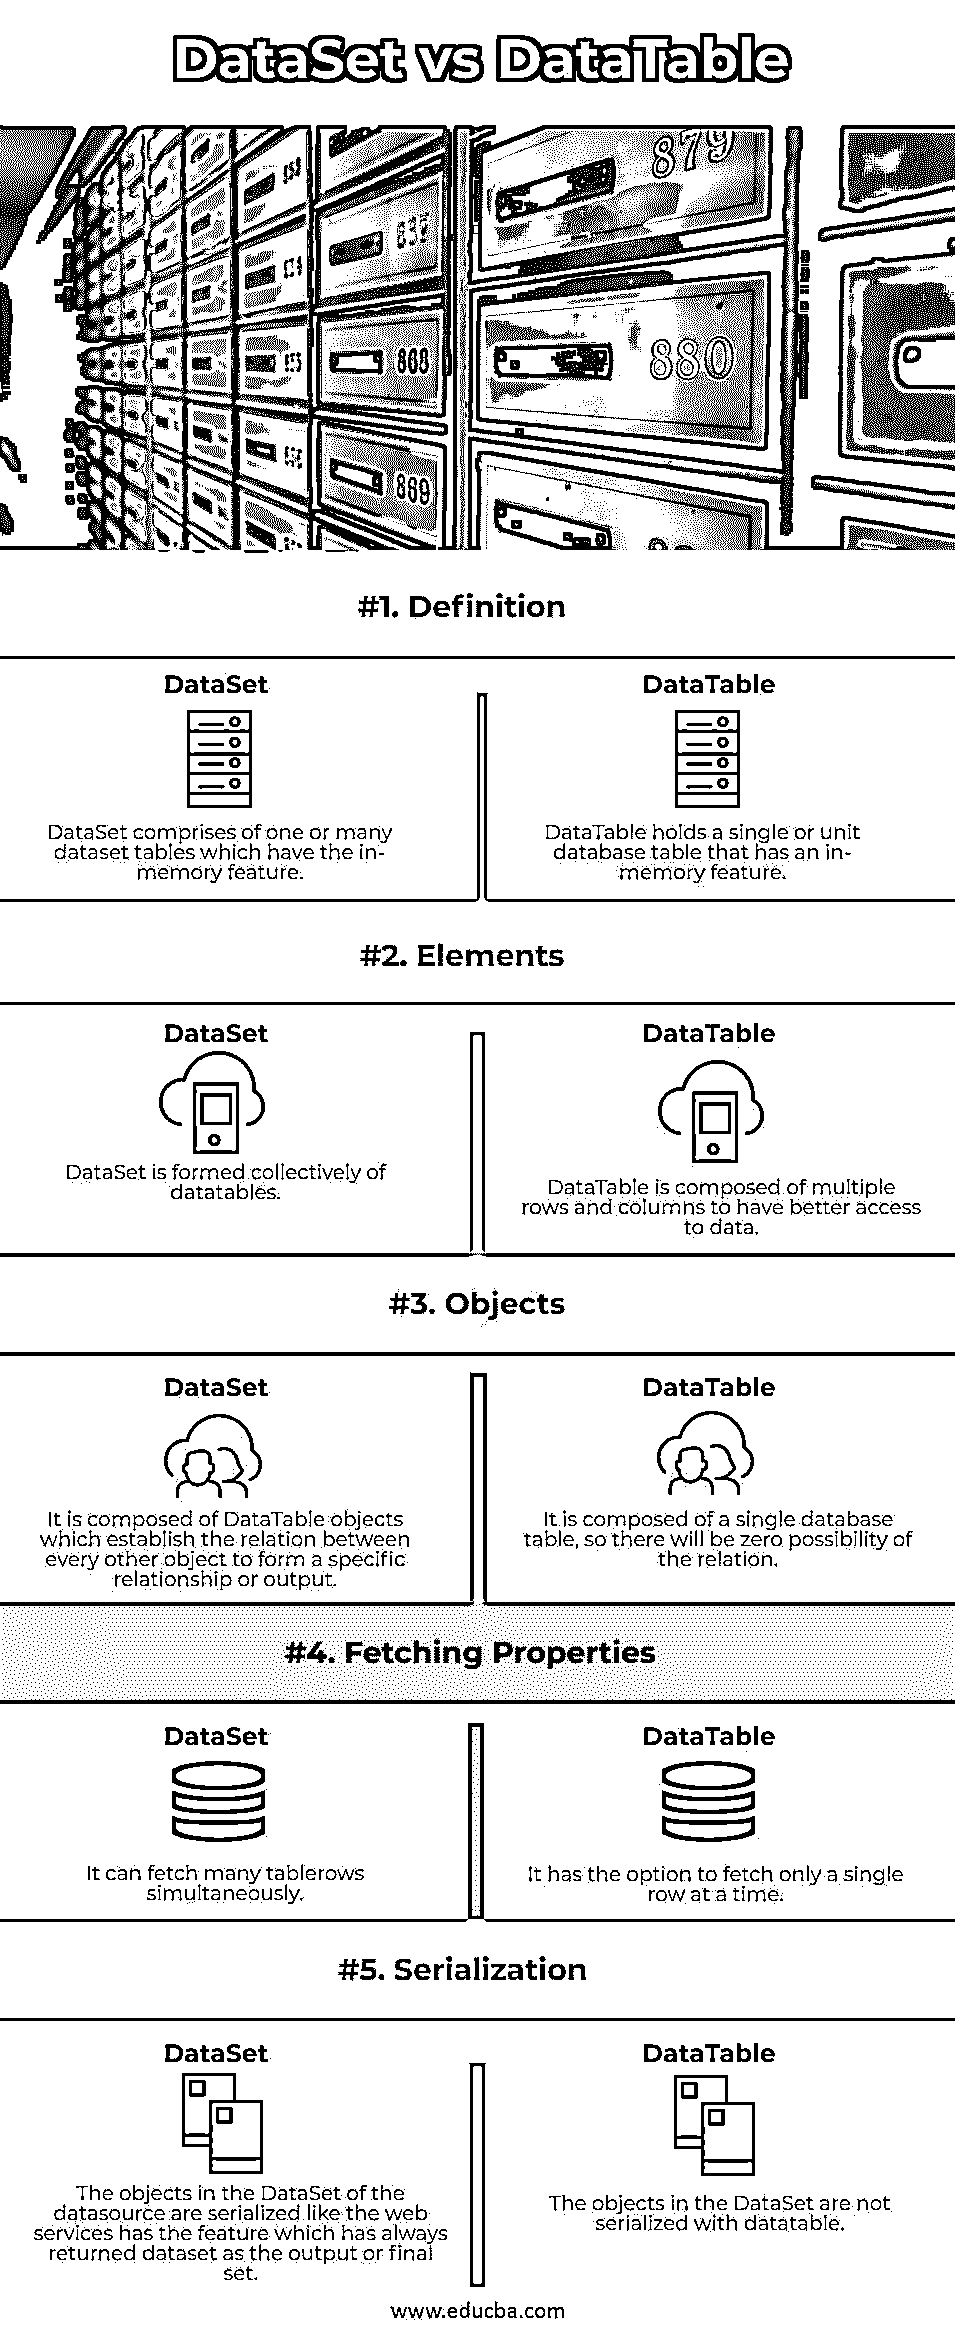 DataSet vs DataTable
879
832
868
880
869
#1. Definition
DataSet
DataSet comprises of one or many
dataset tables which have the in-
memory feature.
DataTable
DataTable holds a single or unit
database table that has an in-
memory feature.
#2. Elements
DataSet
DataSet is formed collectively of
datatables.
DataTable
DataTable is composed of multiple
rows and columns to have better access
to data.
#3. Objects
DataSet
It is composed of DataTable objects
which establish the relation between
every other object to form a specific
relationship or output.
DataTable
It is composed of a single database
table, so there will be zero possibility of
the relation.
#4. Fetching Properties
DataSet
It can fetch many tablerows
simultaneously.
DataTable
It has the option to fetch only a single
row at a time.
#5. Serialization
DataSet
The objects in the DataSet of the
datasource are serialized like the web
services has the feature which has always
returned dataset as the output or final
set.
DataTable
The objects in the DataSet are not
serialized with datatable.
www.educba.com